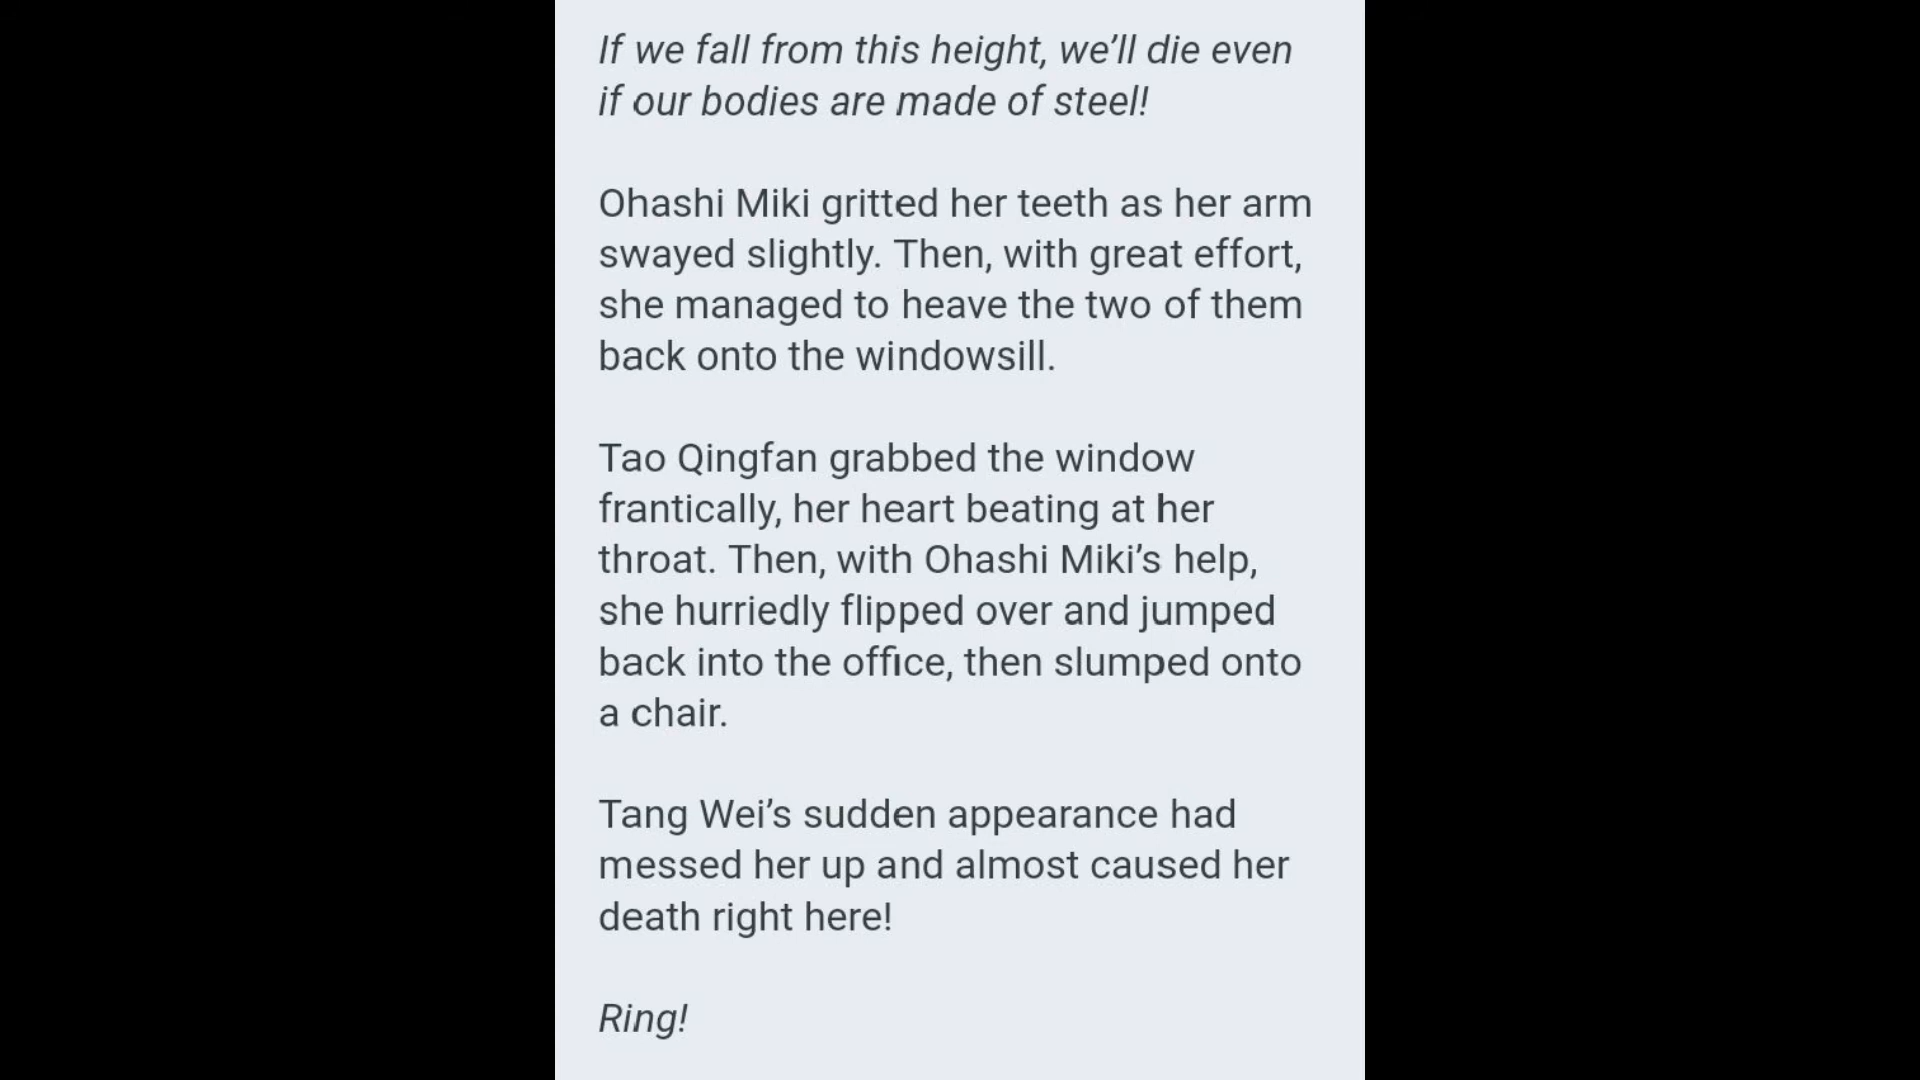 If we fall from this height, we’ll die even
if our bodies are made of steel!
Ohashi Miki gritted her teeth as her arm
swayed slightly. Then, with great effort,
she managed to heave the two of them
back onto the windowsill.
Tao Qingfan grabbed the window
frantically, her heart beating at her
throat. Then, with Ohashi Miki’s help,
she hurriedly flipped over and jumped
back into the office, then slumped onto
a chair.
Tang Wei’s sudden appearance had
messed her up and almost caused her
death right here!
Ring!